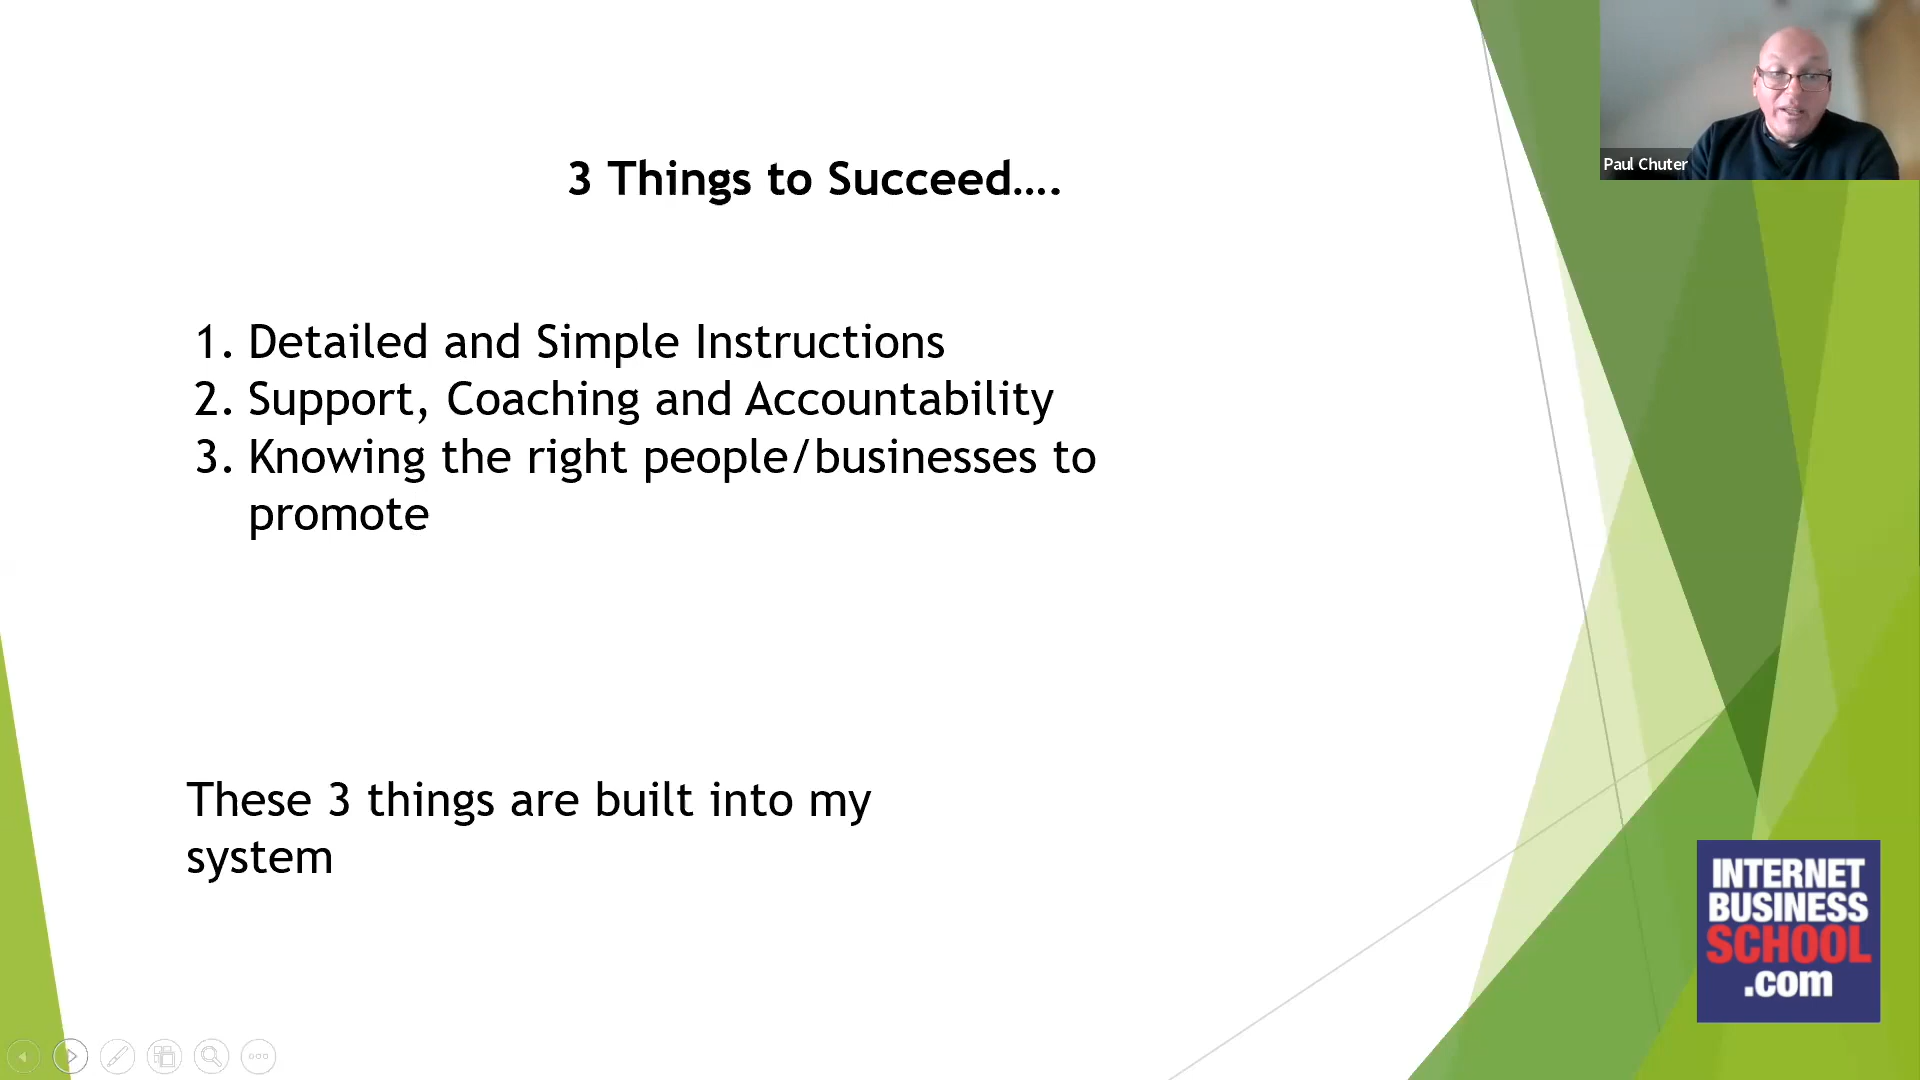 Paul Chuter
3 Things to Succeed....
1. Detailed and Simple Instructions
2. Support, Coaching and Accountability
3. Knowing the right people/businesses to
promote
These 3 things are built into my
system
INTERNET
BUSINESS
SCHOOL
.com